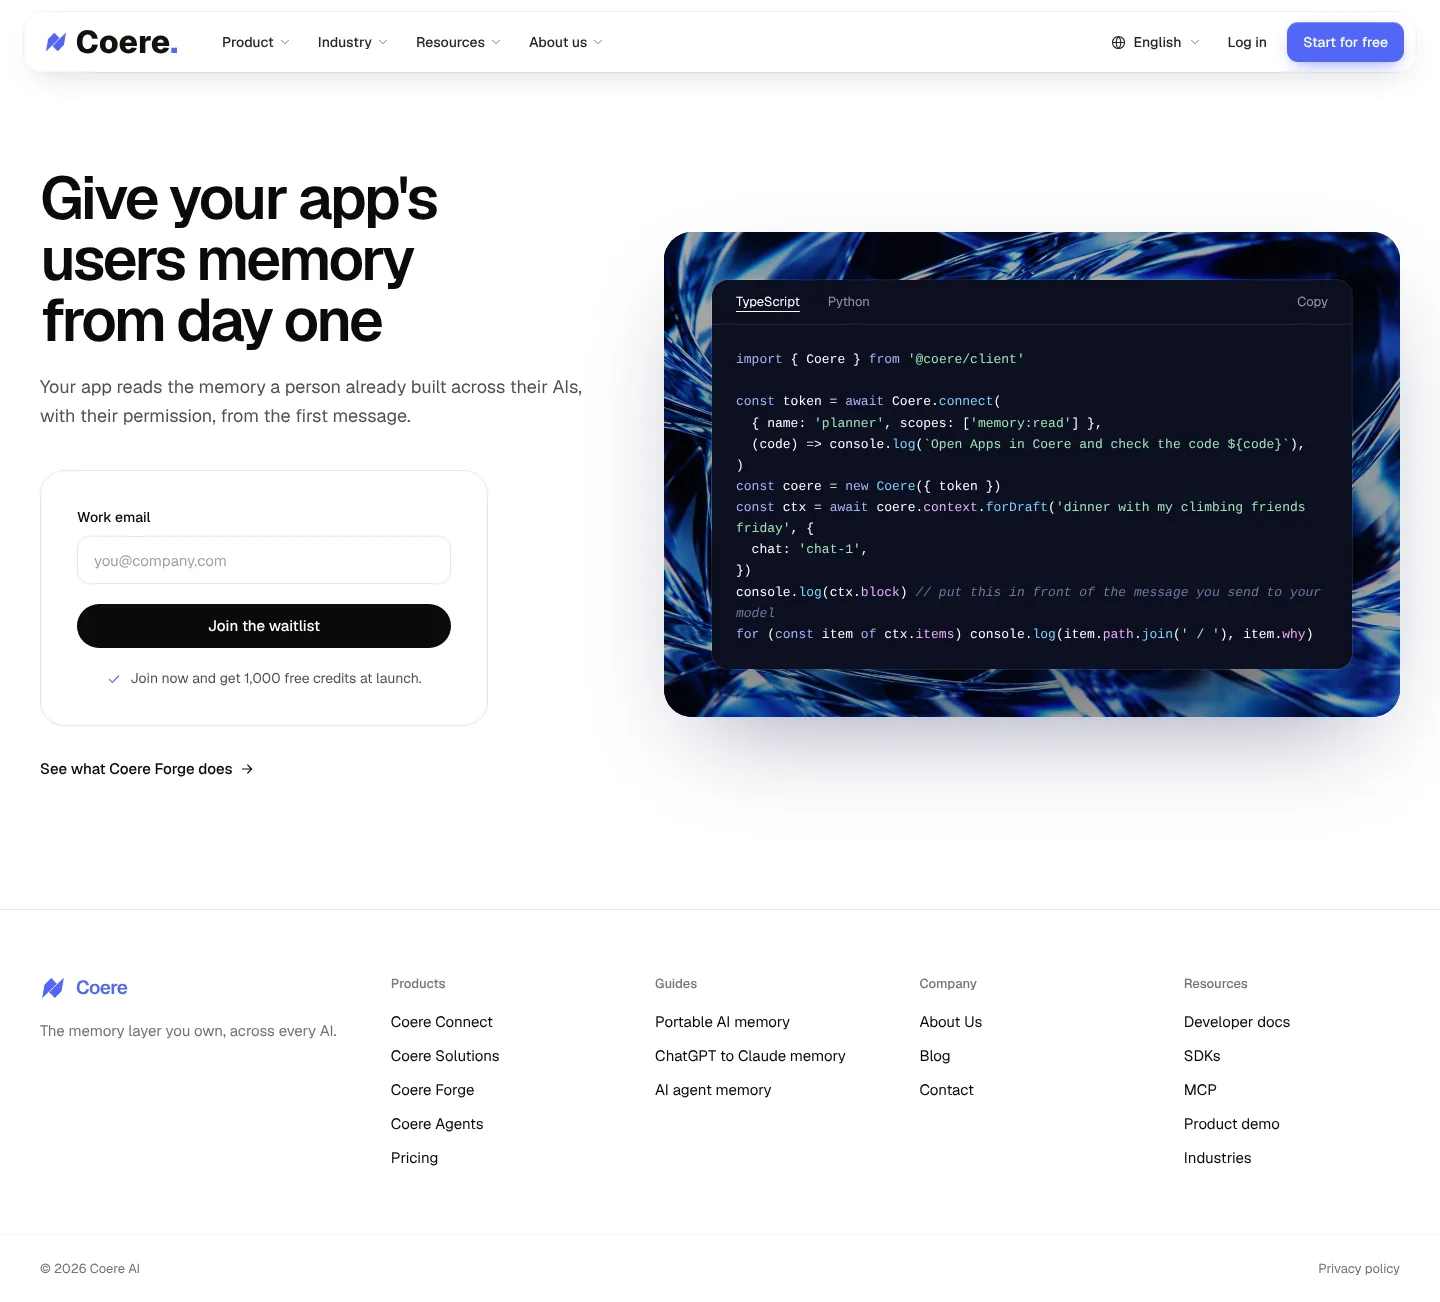 Coere.
Product
Industry
Resources
About us
English
Log in
Start for free
Give your app's
users memory
from day one
Your app reads the memory a person already built across their AIs,
with their permission, from the first message.
Work email
you@company.com
Join the waitlist
Join now and get 1,000 free credits at launch.
See what Coere Forge does →
TypeScript
Python
Copy
import { Coere } from '@coere/client'
const token = await Coere.connect(
  { name: 'planner', scopes: ['memory:read'] },
  (code) => console.log(`Open Apps in Coere and check the code ${code}`),
)
const coere = new Coere({ token })
const ctx = await coere.context.forDraft('dinner with my climbing friends
friday', {
  chat: 'chat-1',
})
console.log(ctx.block) // put this in front of the message you send to your
model
for (const item of ctx.items) console.log(item.path.join(' / '), item.why)
Coere
The memory layer you own, across every AI.
Products
Coere Connect
Coere Solutions
Coere Forge
Coere Agents
Pricing
Guides
Portable AI memory
ChatGPT to Claude memory
AI agent memory
Company
About Us
Blog
Contact
Resources
Developer docs
SDKs
MCP
Product demo
Industries
© 2026 Coere AI
Privacy policy